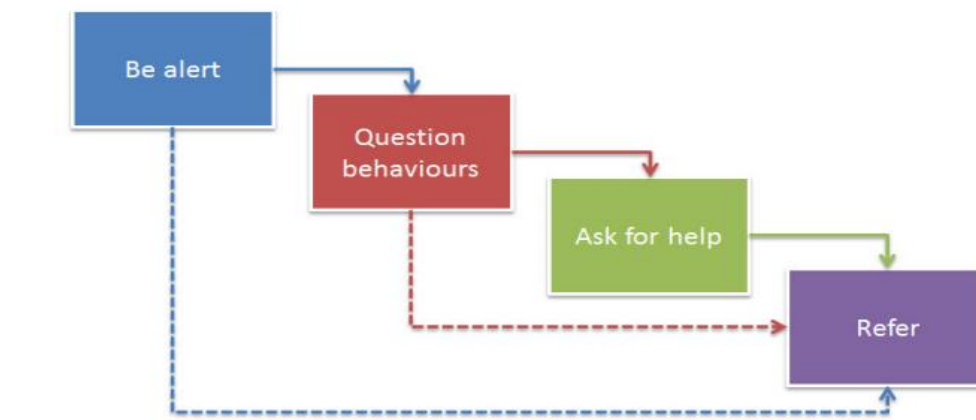 Be alert
Question
behaviours
Ask for help
Refer